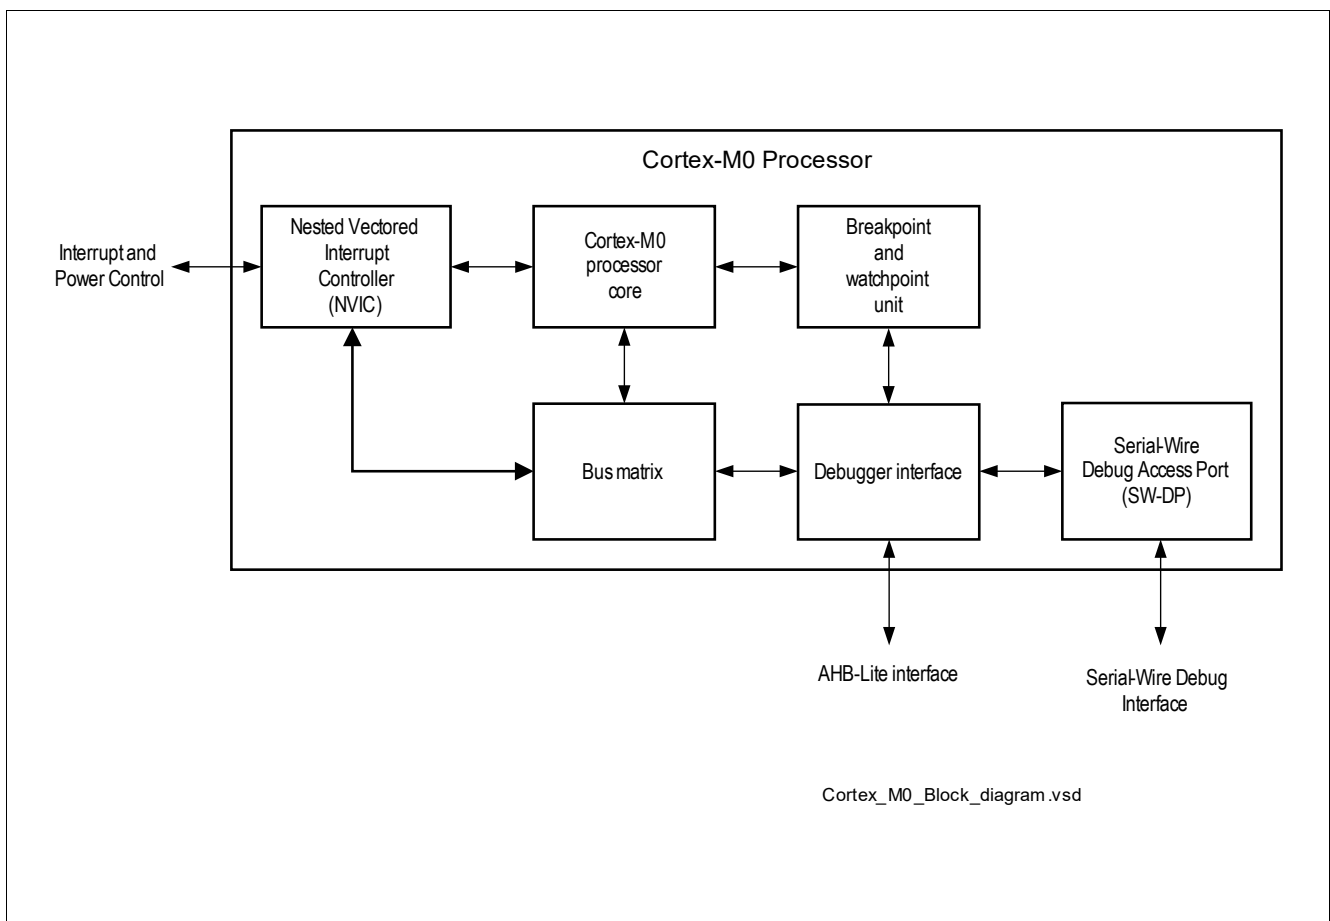 Cortex-M0 Processor
Nested Vectored
Interrupt
Controller
(NVIC)
Cortex-M0
processor
core
Breakpoint
and
watchpoint
unit
Interrupt and
Power Control
Bus matrix
Debugger interface
Serial-Wire
Debug Access Port
(SW-DP)
AHB-Lite interface
Serial-Wire Debug
Interface
Cortex_M0_Block_diagram.vsd